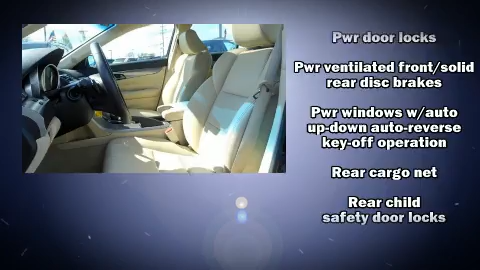 Pwr door locks
Pwr ventilated front/solid
rear disc brakes
Pwr windows w/auto
up-down auto-reverse
key-off operation
Rear cargo net
Rear child
safety door locks